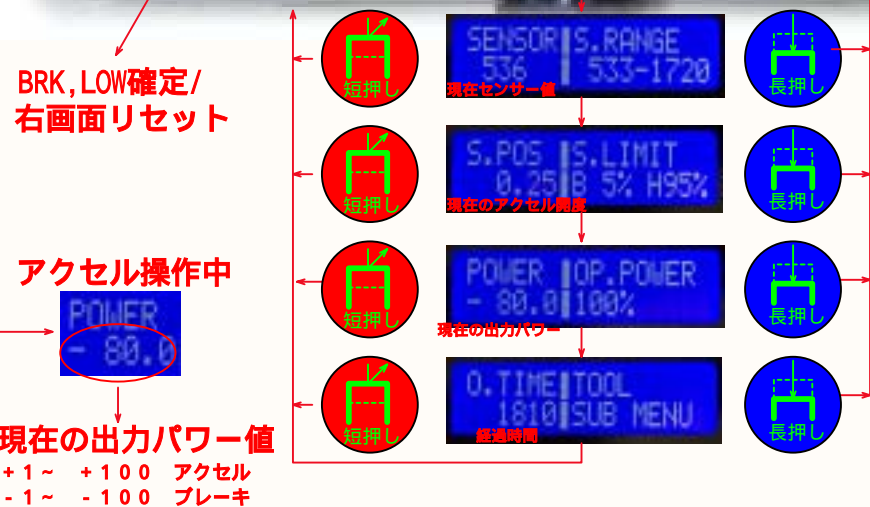 BRK,LOW確定/
右画面リセット
アクセル操作中
POWER
- 80.0
現在の出力パワー値
+1~ +100 アクセル
-1~ -100 ブレーキ
短押し
SENSOR S.RANGE
536 533-1720
現在センサー値
長押し
短押し
S.POS S.LIMIT
0.25 B 5% H95%
現在のアクセル開度
長押し
短押し
POWER OP.POWER
- 80.0 100%
現在の出力パワー
長押し
短押し
O.TIME TOOL
1810 SUB MENU
経過時間
長押し